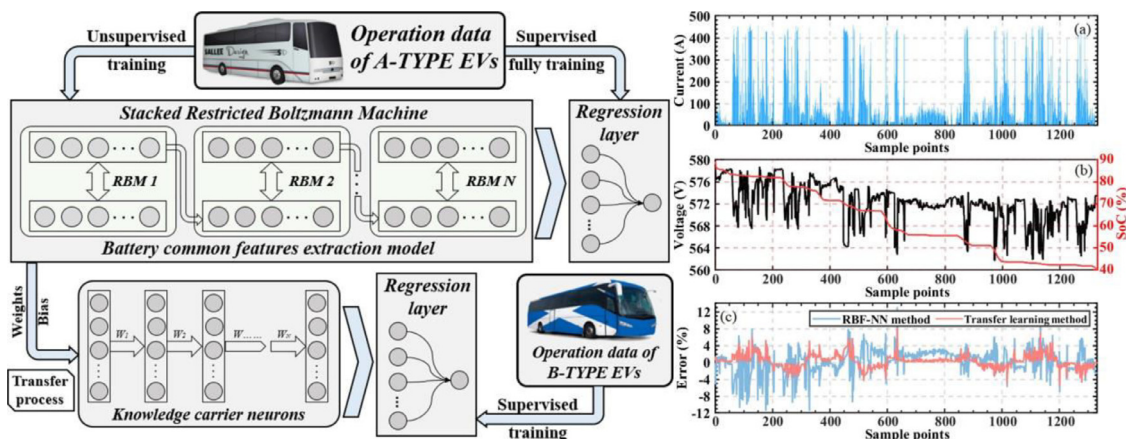 Unsupervised
training
SALLEE Design
Operation data
of A-TYPE EVs
Supervised
fully training
Stacked Restricted Boltzmann Machine
RBM 1
RBM 2
RBM N
Battery common features extraction model
Regression
layer
Weights
Bias
Transfer
process
W1
W2
W……
WN
Knowledge carrier neurons
Regression
layer
Operation data of
B-TYPE EVs
Supervised
training
(a)
Current (A)
500
400
300
200
100
0
0 200 400 600 800 1000 1200
Sample points
(b)
Voltage (V)
580
576
572
568
564
560
SoC (%)
90
80
70
60
50
40
0 200 400 600 800 1000 1200
Sample points
(c)
RBF-NN method
Transfer learning method
Error (%)
12
8
4
0
-4
-8
-12
0 200 400 600 800 1000 1200
Sample points